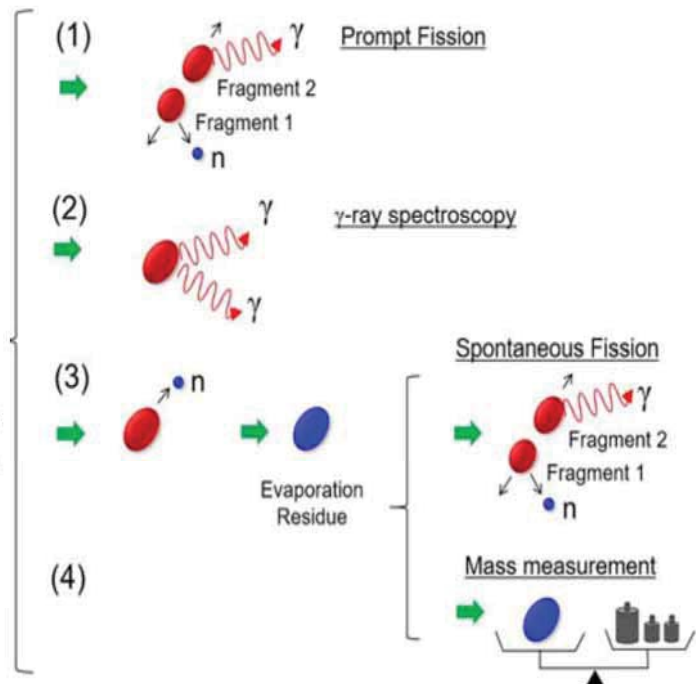 (1)
γ
Prompt Fission
Fragment 2
Fragment 1
n
(2)
γ
γ-ray spectroscopy
γ
Spontaneous Fission
(3)
n
γ
Fragment 2
Fragment 1
Evaporation
Residue
n
(4)
Mass measurement